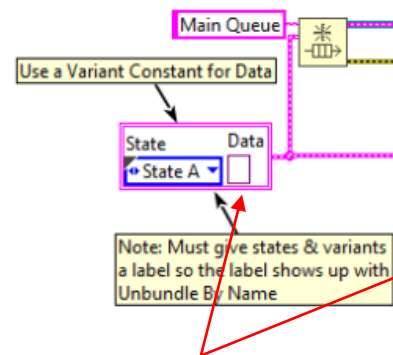 Main Queue
Use a Variant Constant for Data
State Data
State A
Note: Must give states & variants
a label so the label shows up with
Unbundle By Name